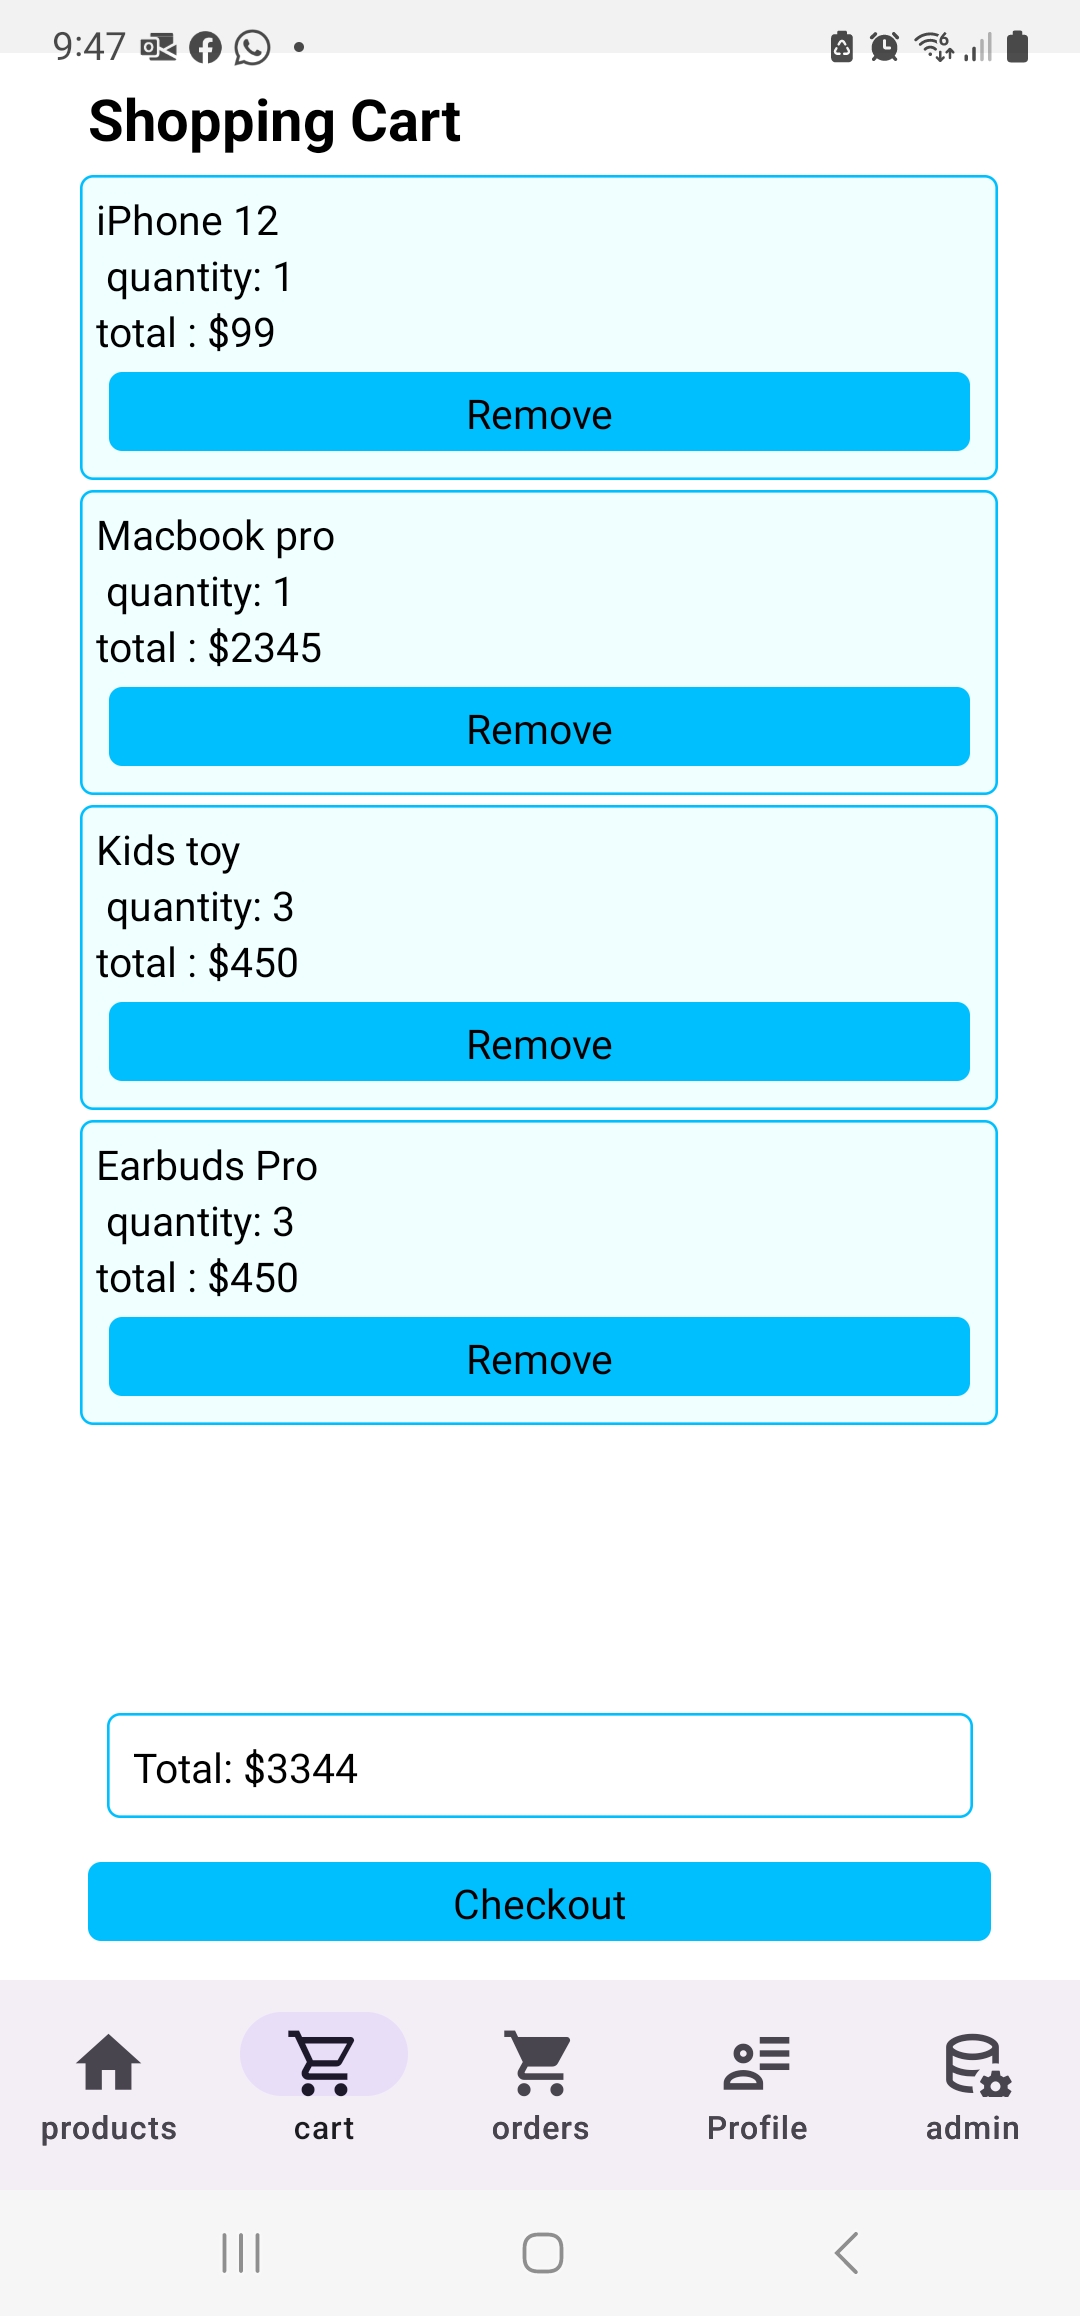 9:47
Shopping Cart
iPhone 12
quantity: 1
total : $99
Remove
Macbook pro
quantity: 1
total : $2345
Remove
Kids toy
quantity: 3
total : $450
Remove
Earbuds Pro
quantity: 3
total : $450
Remove
Total: $3344
Checkout
products cart orders Profile admin